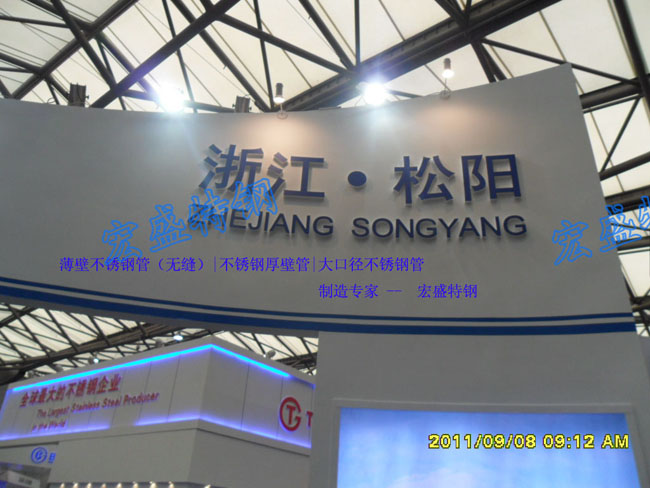 浙江·松阳
ZHEJIANG SONGYANG
宏盛特钢
宏盛
薄壁不锈钢管（无缝）|不锈钢厚壁管|大口径不锈钢管
制造专家 -- 宏盛特钢
全球最大的不锈钢企业
The Largest Stainless Steel Producer
in the World
T
2011/09/08 09:12 AM